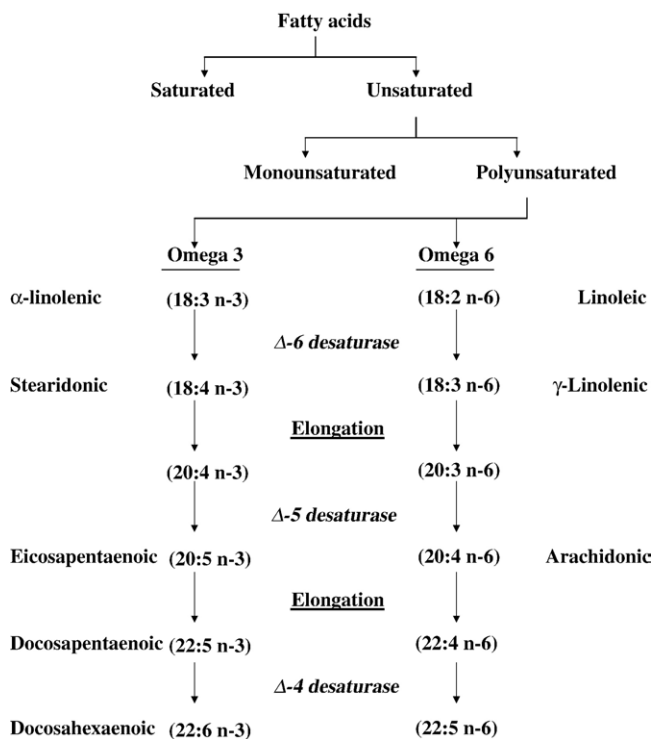 Fatty acids
Saturated Unsaturated
Monounsaturated Polyunsaturated
Omega 3 Omega 6
α-linolenic (18:3 n-3) (18:2 n-6) Linoleic
Δ-6 desaturase
Stearidonic (18:4 n-3) (18:3 n-6) γ-Linolenic
Elongation
(20:4 n-3) (20:3 n-6)
Δ-5 desaturase
Eicosapentaenoic (20:5 n-3) (20:4 n-6) Arachidonic
Elongation
Docosapentaenoic (22:5 n-3) (22:4 n-6)
Δ-4 desaturase
Docosahexaenoic (22:6 n-3) (22:5 n-6)